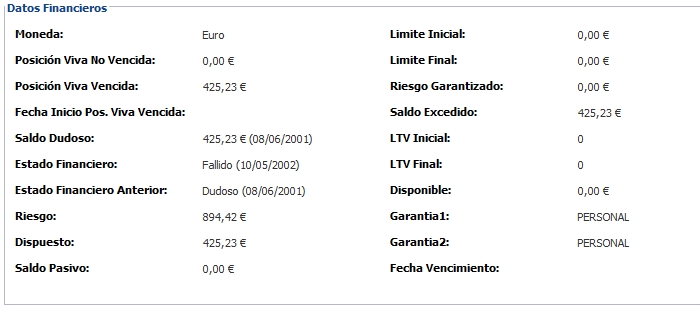 Datos Financieros
Moneda: Euro Limite Inicial: 0,00 €
Posición Viva No Vencida: 0,00 € Limite Final: 0,00 €
Posición Viva Vencida: 425,23 € Riesgo Garantizado: 0,00 €
Fecha Inicio Pos. Viva Vencida: Saldo Excedido: 425,23 €
Saldo Dudoso: 425,23 € (08/06/2001) LTV Inicial: 0
Estado Financiero: Fallido (10/05/2002) LTV Final: 0
Estado Financiero Anterior: Dudoso (08/06/2001) Disponible: 0,00 €
Riesgo: 894,42 € Garantia1: PERSONAL
Dispuesto: 425,23 € Garantia2: PERSONAL
Saldo Pasivo: 0,00 € Fecha Vencimiento: